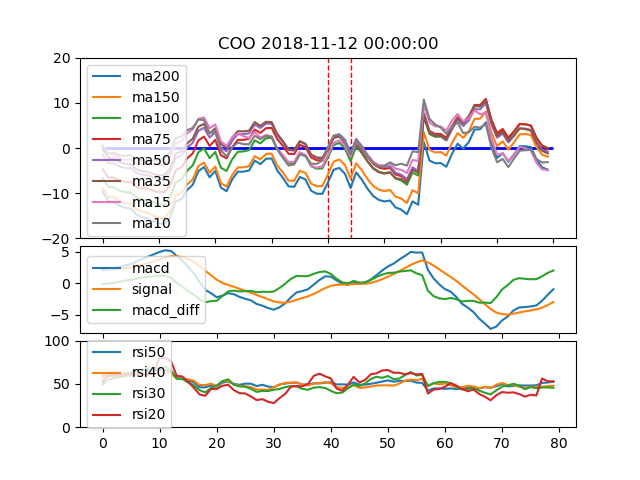 COO 2018-11-12 00:00:00
20
10
0
−10
−20
ma200
ma150
ma100
ma75
ma50
ma35
ma15
ma10
5
0
−5
macd
signal
macd_diff
100
50
0
rsi50
rsi40
rsi30
rsi20
0 10 20 30 40 50 60 70 80